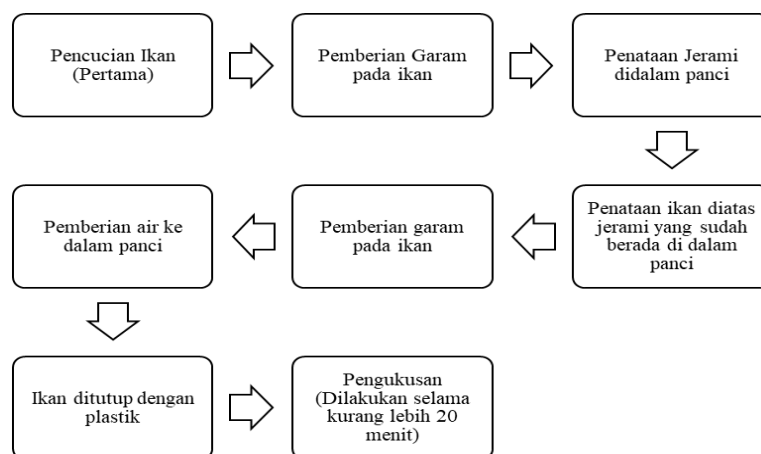 Pencucian Ikan
(Pertama)
Pemberian Garam
pada ikan
Penataan Jerami
didalam panci
Penataan ikan diatas
jerami yang sudah
berada di dalam
panci
Pemberian garam
pada ikan
Pemberian air ke
dalam panci
Ikan ditutup dengan
plastik
Pengukusan
(Dilakukan selama
kurang lebih 20
menit)